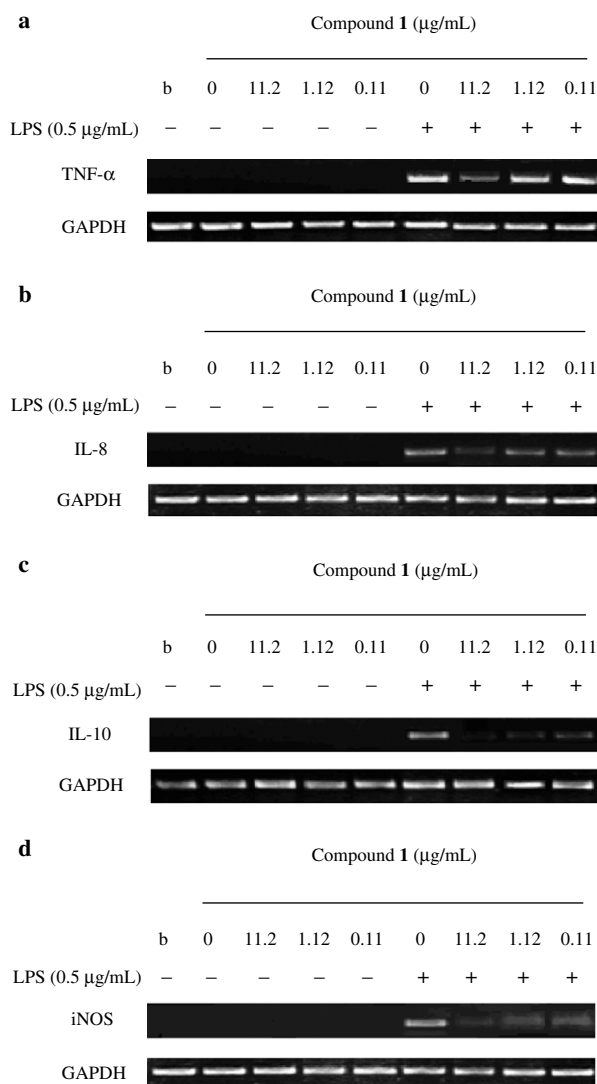 a
Compound 1 (µg/mL)
b 0 11.2 1.12 0.11 0 11.2 1.12 0.11
LPS (0.5 µg/mL) – – – – – + + + +
TNF-α
GAPDH
b
Compound 1 (µg/mL)
b 0 11.2 1.12 0.11 0 11.2 1.12 0.11
LPS (0.5 µg/mL) – – – – – + + + +
IL-8
GAPDH
c
Compound 1 (µg/mL)
b 0 11.2 1.12 0.11 0 11.2 1.12 0.11
LPS (0.5 µg/mL) – – – – – + + + +
IL-10
GAPDH
d
Compound 1 (µg/mL)
b 0 11.2 1.12 0.11 0 11.2 1.12 0.11
LPS (0.5 µg/mL) – – – – – + + + +
iNOS
GAPDH